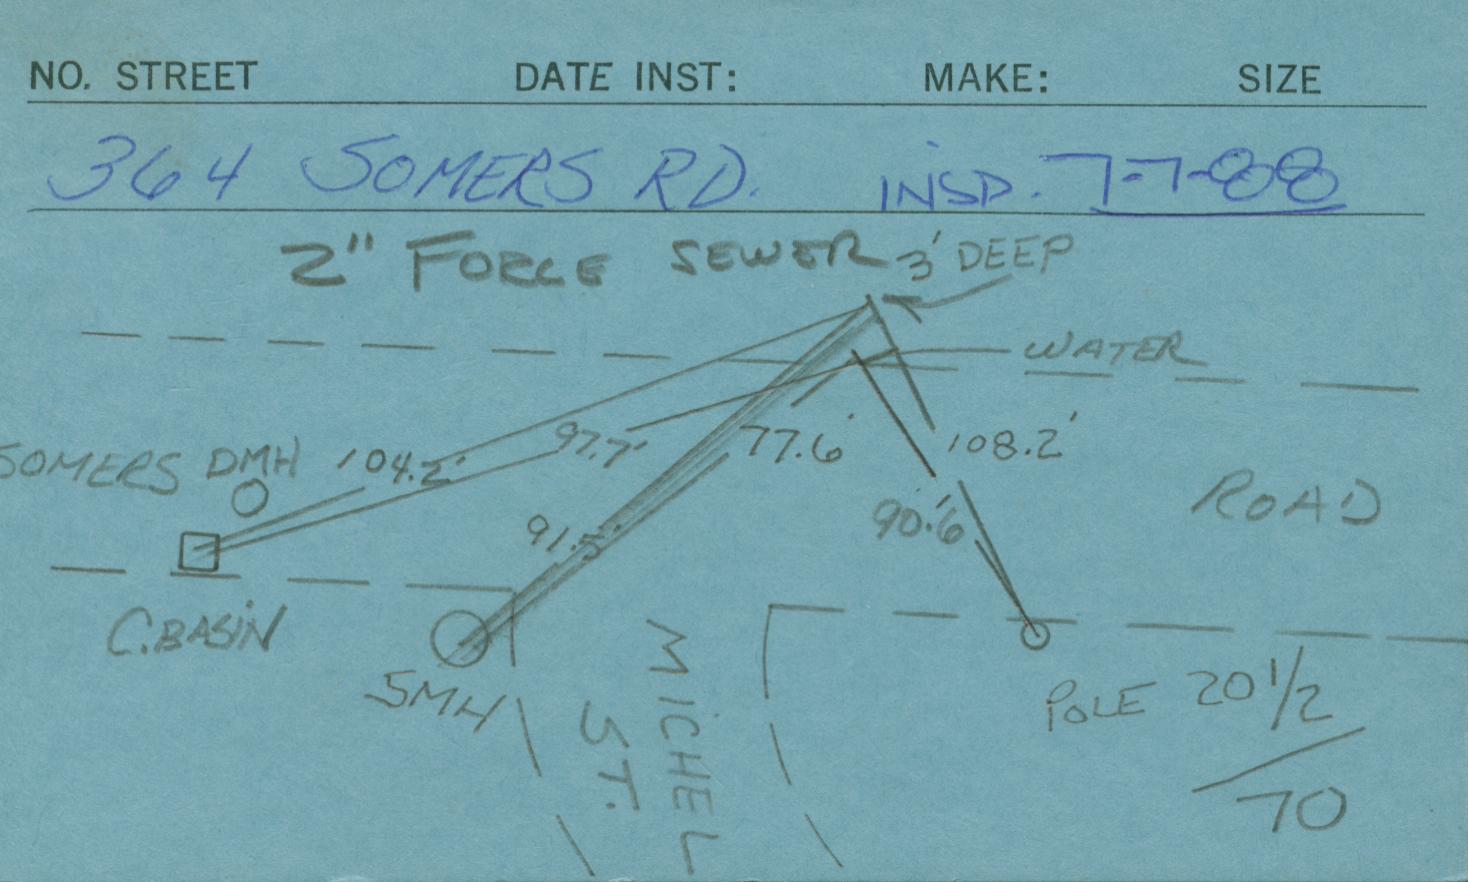 NO. STREET DATE INST: MAKE: SIZE
364 SOMERS RD. INSP. 7-7-88
2" FORCE SEWER 3' DEEP
WATER
SOMERS DMH 104.2' 97.7' 77.6' 108.2'
ROAD
91.5' 90.6'
C. BASIN
SMH
MICHEL
ST.
POLE 20 1/2
70